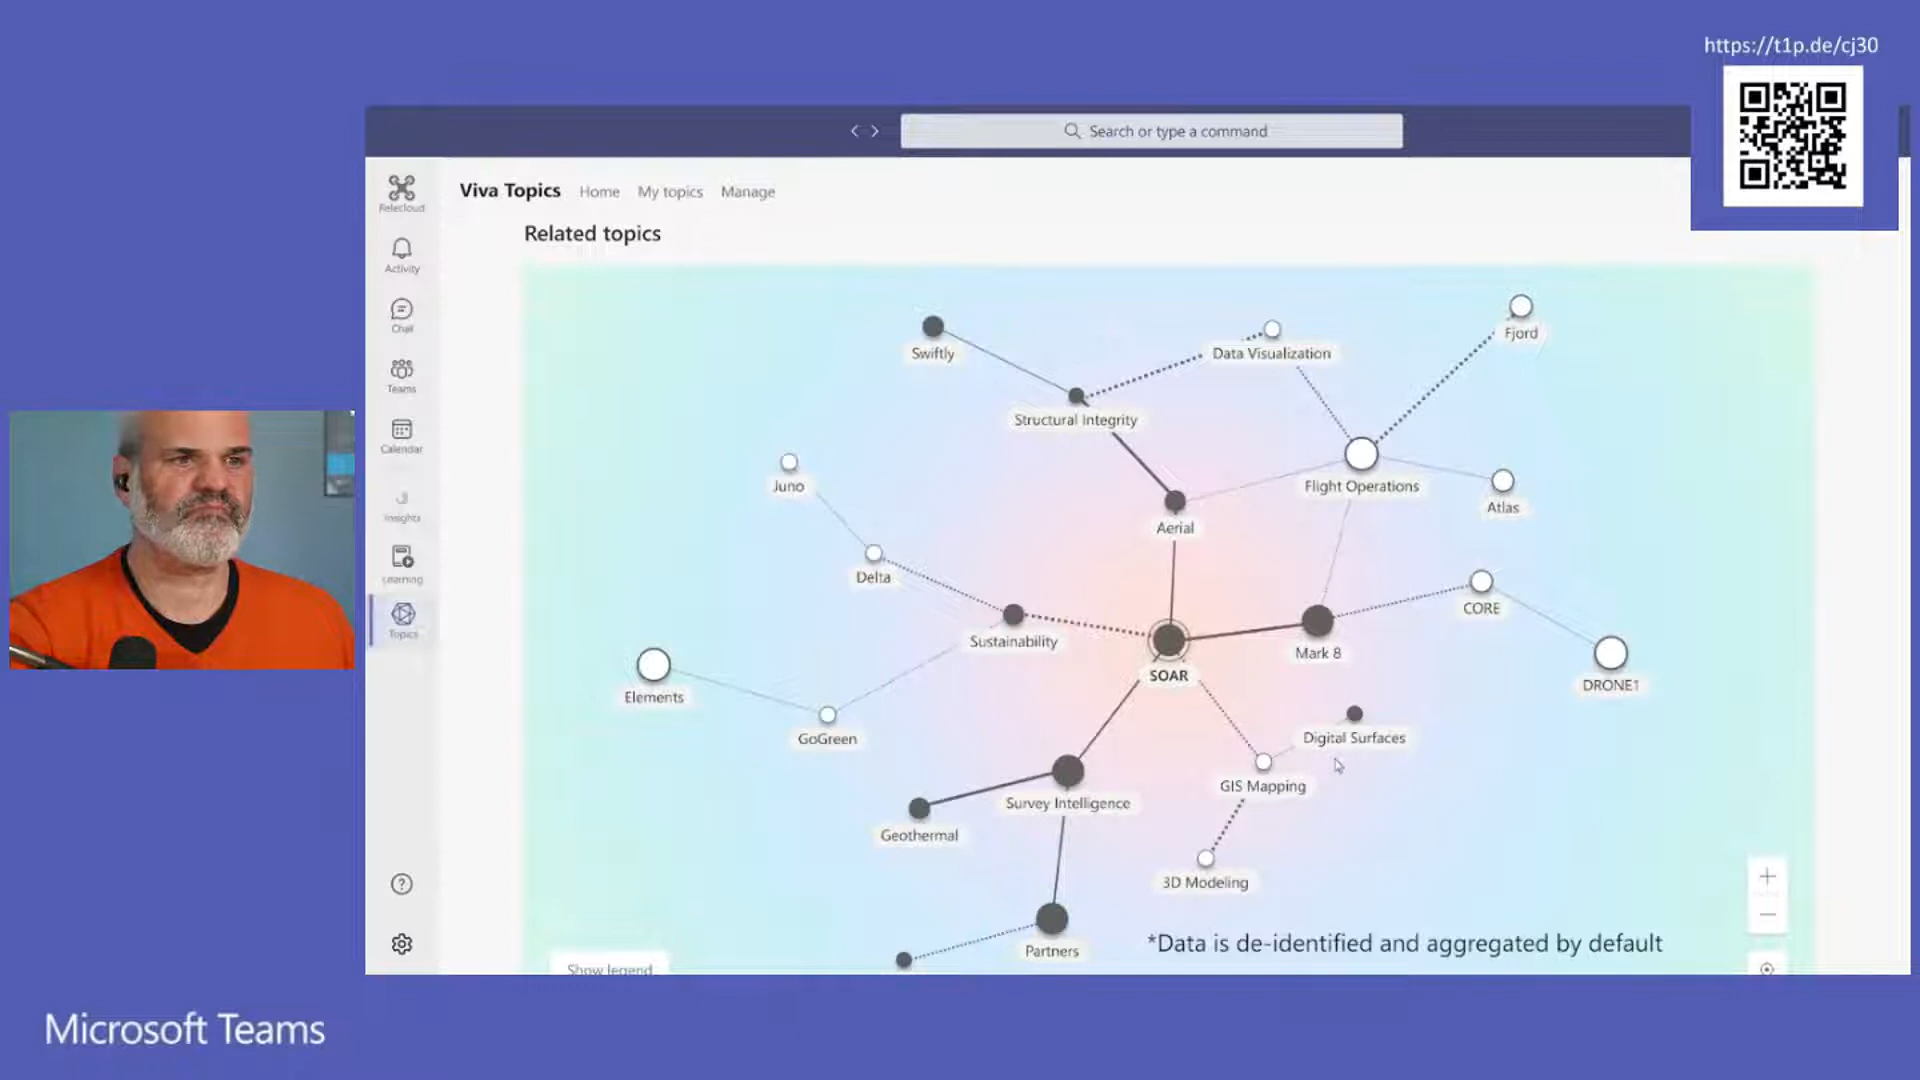 https://t1p.de/cj30
Search or type a command
Relecloud
Viva Topics Home My topics Manage
Related topics
Activity
Chat
Teams
Calendar
Insights
Learning
Topics
Swiftly
Data Visualization
Fjord
Structural Integrity
Juno
Flight Operations
Atlas
Aerial
Delta
CORE
Sustainability
Mark 8
SOAR
DRONE1
Elements
GoGreen
Digital Surfaces
GIS Mapping
Survey Intelligence
Geothermal
3D Modeling
Partners
*Data is de-identified and aggregated by default
Show legend
Microsoft Teams